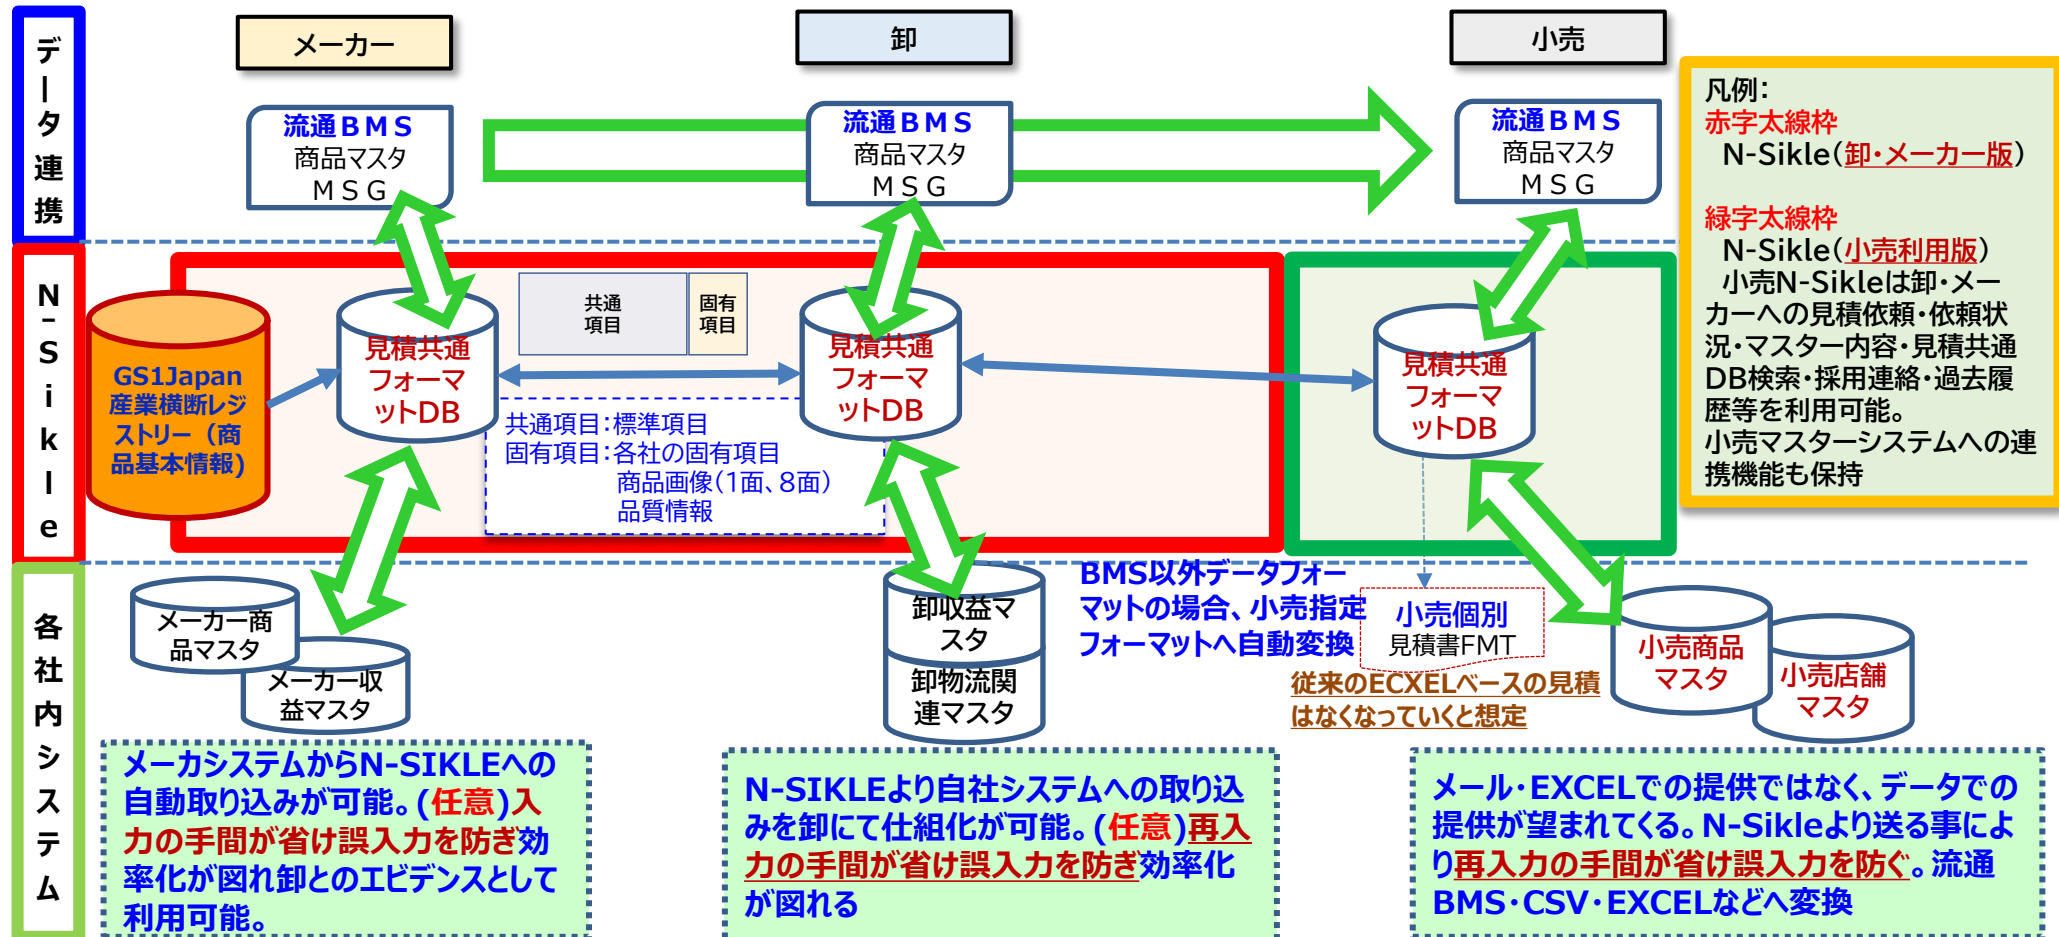 データ連携
メーカー
卸
小売
流通BMS
商品マスタ
MSG
流通BMS
商品マスタ
MSG
流通BMS
商品マスタ
MSG
凡例:
赤字太線枠
N-Sikle(卸・メーカー版)
緑字太線枠
N-Sikle(小売利用版)
小売N-Sikleは卸・メー
カーへの見積依頼・依頼状
況・マスター内容・見積共通
DB検索・採用連絡・過去履
歴等を利用可能。
小売マスターシステムへの連
携機能も保持
N-Sikle
GS1Japan
産業横断レジ
ストリー（商
品基本情報)
見積共通
フォーマ
ットDB
共通
項目
固有
項目
共通項目:標準項目
固有項目:各社の固有項目
商品画像(1面、8面)
品質情報
見積共通
フォーマ
ットDB
見積共通
フォーマ
ットDB
各社内システム
メーカー商
品マスタ
メーカー収
益マスタ
卸収益マ
スタ
卸物流関
連マスタ
BMS以外データフォー
マットの場合、小売指定
フォーマットへ自動変換
小売個別
見積書FMT
従来のECXELベースの見積
はなくなっていくと想定
小売商品
マスタ
小売店舗
マスタ
メーカシステムからN-SIKLEへの
自動取り込みが可能。(任意)入
力の手間が省け誤入力を防ぎ効
率化が図れ卸とのエビデンスとして
利用可能。
N-SIKLEより自社システムへの取り込
みを卸にて仕組化が可能。(任意)再入
力の手間が省け誤入力を防ぎ効率化
が図れる
メール・EXCELでの提供ではなく、データでの
提供が望まれてくる。N-Sikleより送る事によ
り再入力の手間が省け誤入力を防ぐ。流通
BMS・CSV・EXCELなどへ変換